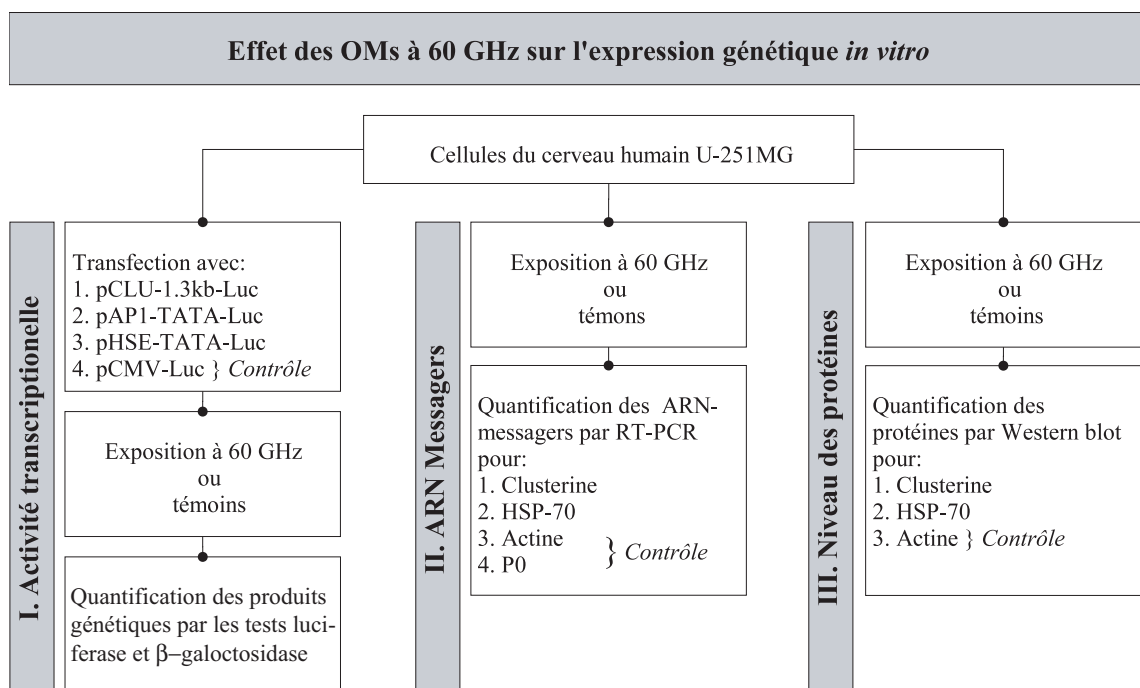 Effet des OMs à 60 GHz sur l'expression génétique in vitro
Cellules du cerveau humain U-251MG
I. Activité transcriptionelle
Transfection avec:
1. pCLU-1.3kb-Luc
2. pAP1-TATA-Luc
3. pHSE-TATA-Luc
4. pCMV-Luc } Contrôle
Exposition à 60 GHz
ou
témoins
Quantification des produits
génétiques par les tests luci-
ferase et β–galoctosidase
II. ARN Messagers
Exposition à 60 GHz
ou
témons
Quantification des ARN-
messagers par RT-PCR
pour:
1. Clusterine
2. HSP-70
3. Actine
4. P0
} Contrôle
III. Niveau des protéines
Exposition à 60 GHz
ou
témoins
Quantification des
protéines par Western blot
pour:
1. Clusterine
2. HSP-70
3. Actine } Contrôle